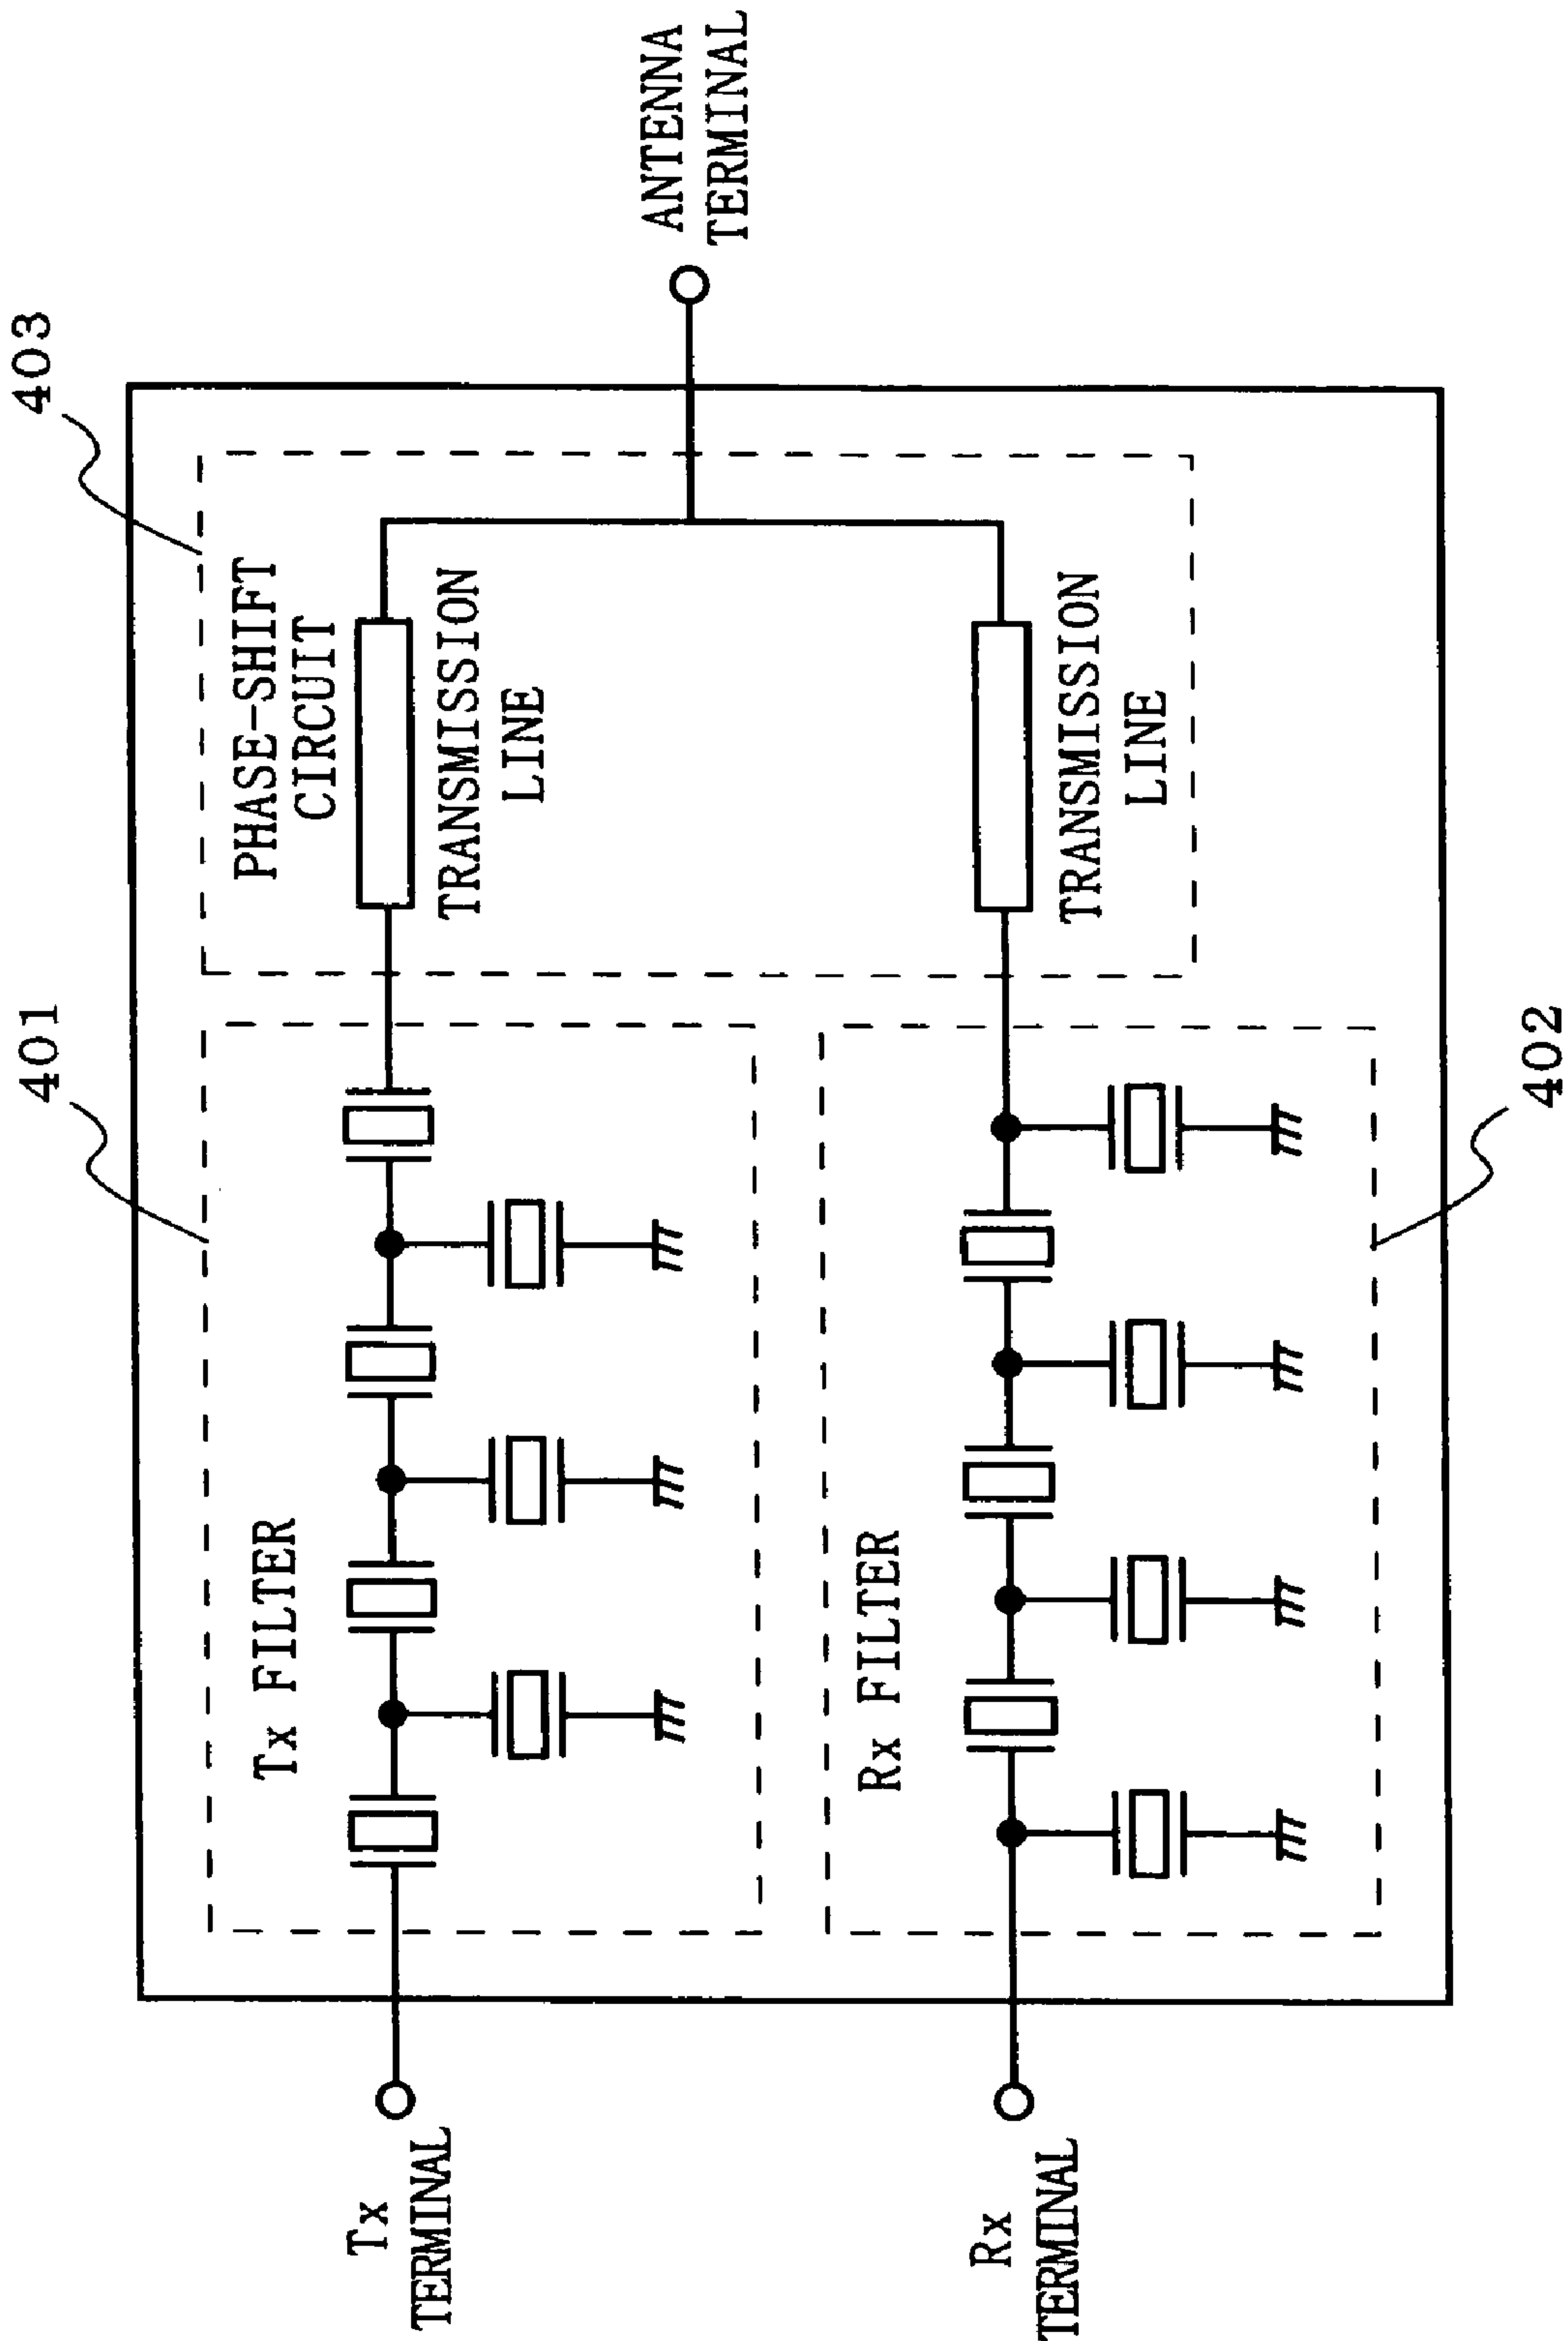 403
401
PHASE-SHIFT
CIRCUIT
TRANSMISSION
LINE
Tx FILTER
Tx
TERMINAL
ANTENNA
TERMINAL
Rx FILTER
TRANSMISSION
LINE
Rx
TERMINAL
402